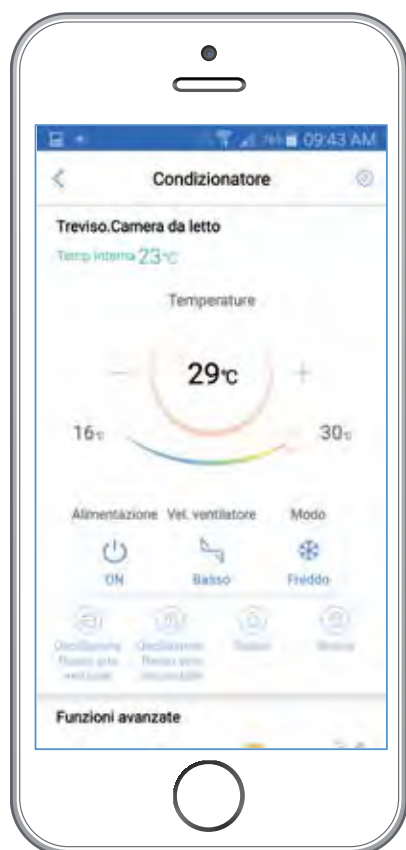 09:43 AM
Condizionatore
Treviso.Camera da letto
Temp interna 23°C
Temperature
− 29°C +
16°C 30°C
Alimentazione Vel. ventilatore Modo
ON Basso Freddo
Funzioni avanzate